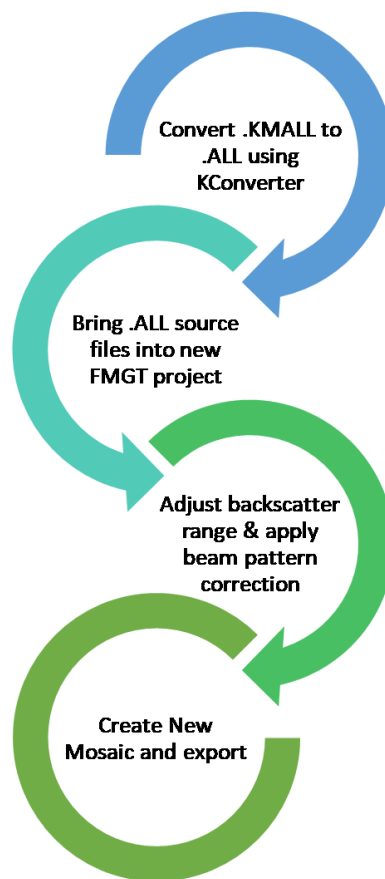 Convert .KMALL to
.ALL using
KConverter
Bring .ALL source
files into new
FMGT project
Adjust backscatter
range & apply
beam pattern
correction
Create New
Mosaic and export